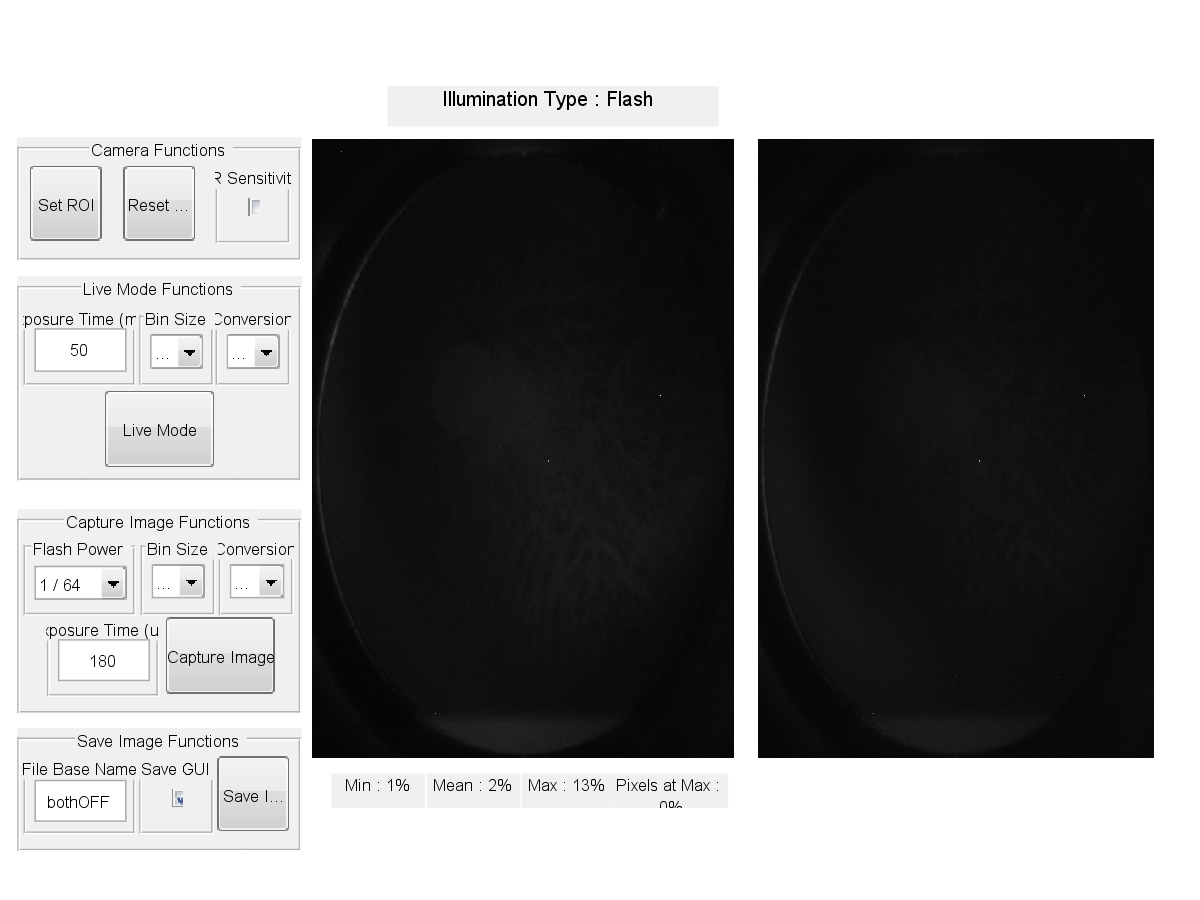 Illumination Type : Flash
Camera Functions
Set ROI
Reset ...
R Sensitivit
Live Mode Functions
posure Time (m
Bin Size
Conversion
50
...
...
Live Mode
Capture Image Functions
Flash Power
Bin Size
Conversion
1 / 64
...
...
posure Time (u
180
Capture Image
Save Image Functions
File Base Name
Save GUI
bothOFF
Save I...
Min : 1%
Mean : 2%
Max : 13%
Pixels at Max :
0%